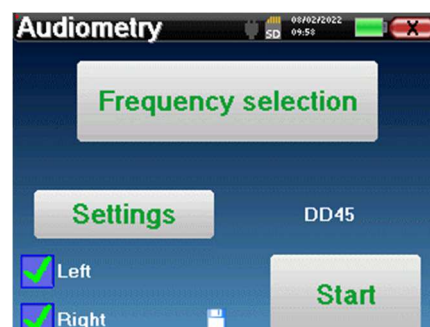 Audiometry
SD
08/02/2022
09:58
X
Frequency selection
Settings
DD45
Left
Start
Right